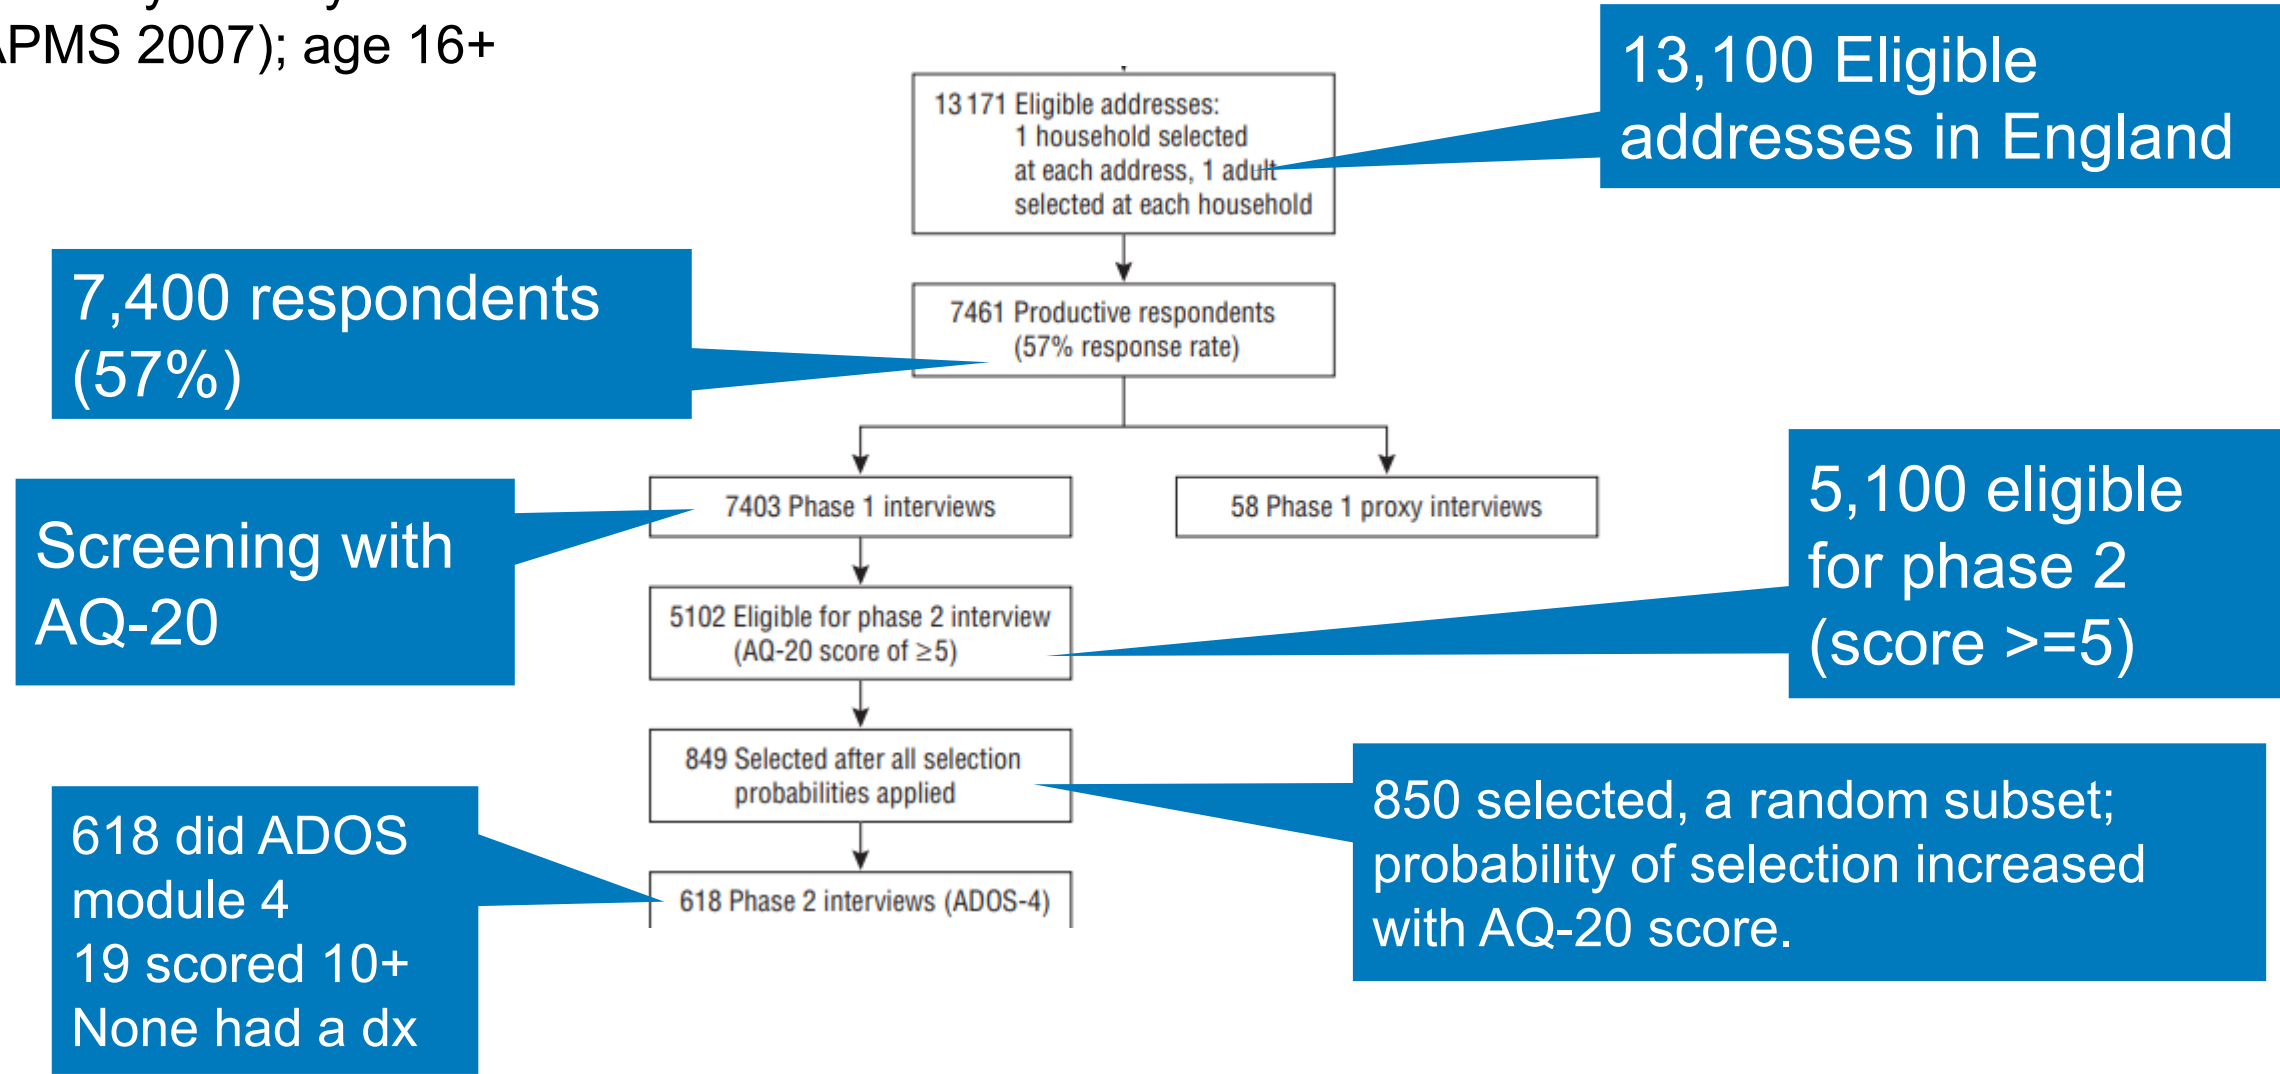 APMS 2007); age 16+
13,100 Eligible
addresses in England
13 171 Eligible addresses:
1 household selected
at each address, 1 adult
selected at each household
7,400 respondents
(57%)
7461 Productive respondents
(57% response rate)
Screening with
AQ-20
7403 Phase 1 interviews
58 Phase 1 proxy interviews
5,100 eligible
for phase 2
(score >=5)
5102 Eligible for phase 2 interview
(AQ-20 score of ≥5)
849 Selected after all selection
probabilities applied
850 selected, a random subset;
probability of selection increased
with AQ-20 score.
618 did ADOS
module 4
19 scored 10+
None had a dx
618 Phase 2 interviews (ADOS-4)